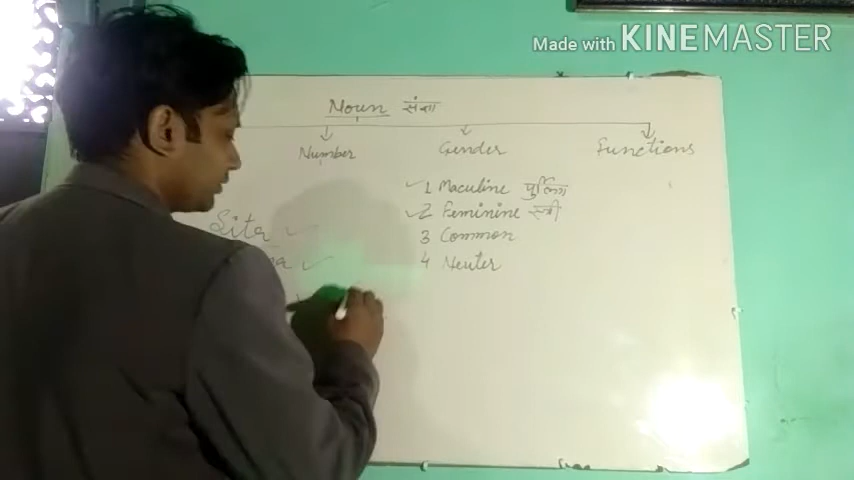 Made with KINEMASTER
Noun संज्ञा
Number Gender Functions
1 Maculine पुर्लिंग
2 Feminine स्त्री
3 Common
4 Neuter
Sita